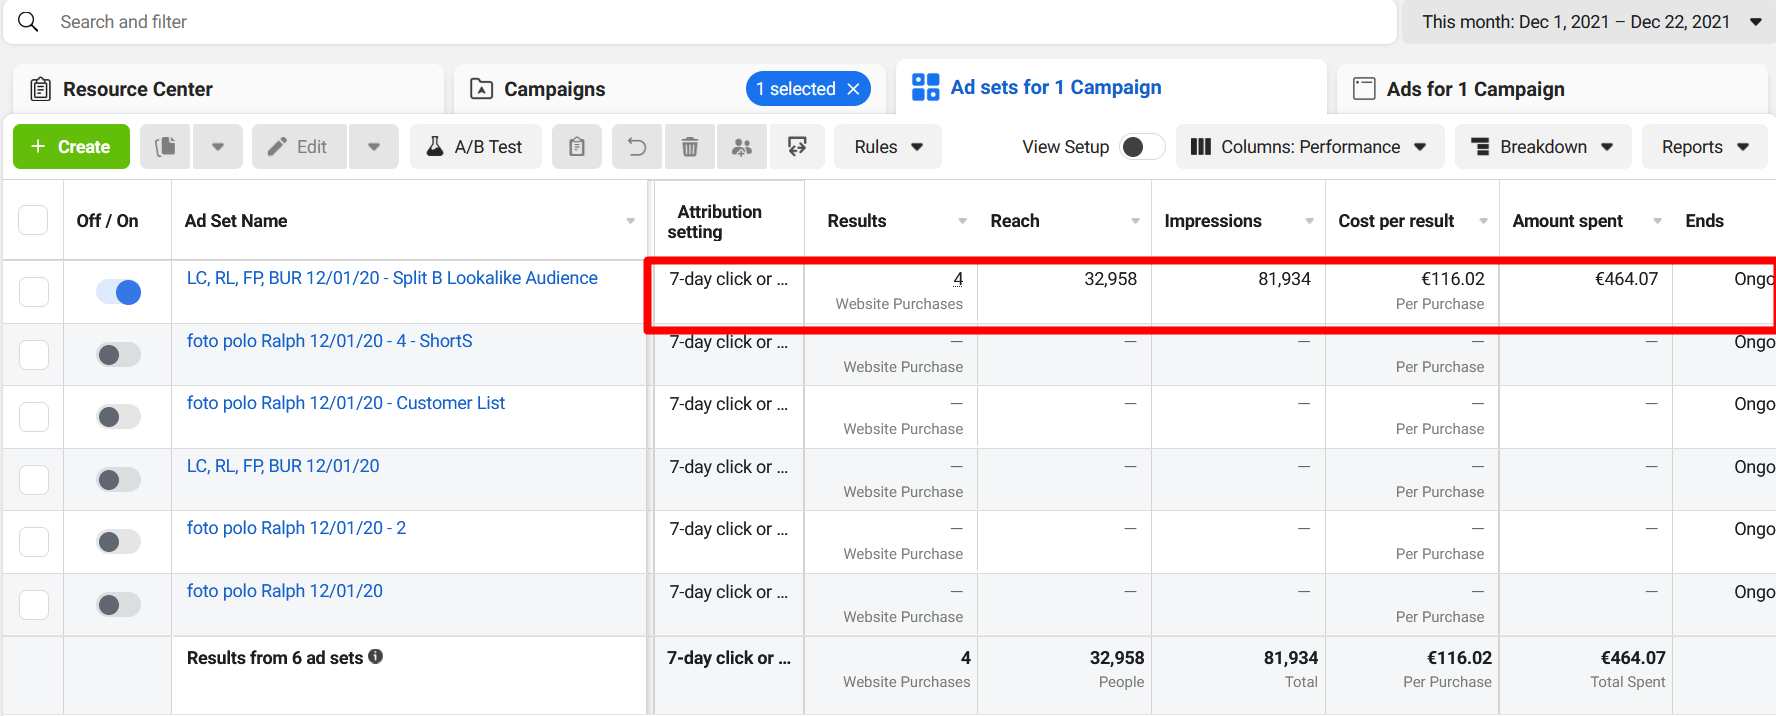 Search and filter
This month: Dec 1, 2021 – Dec 22, 2021
Resource Center
Campaigns
1 selected
Ad sets for 1 Campaign
Ads for 1 Campaign
+ Create
Edit
A/B Test
Rules
View Setup
Columns: Performance
Breakdown
Reports
Off / On
Ad Set Name
Attribution
setting
Results
Reach
Impressions
Cost per result
Amount spent
Ends
LC, RL, FP, BUR 12/01/20 - Split B Lookalike Audience
7-day click or ...
4
Website Purchases
32,958
81,934
€116.02
Per Purchase
€464.07
Ongo
foto polo Ralph 12/01/20 - 4 - ShortS
7-day click or ...
—
Website Purchase
—
—
—
Per Purchase
—
Ongo
foto polo Ralph 12/01/20 - Customer List
7-day click or ...
—
Website Purchase
—
—
—
Per Purchase
—
Ongo
LC, RL, FP, BUR 12/01/20
7-day click or ...
—
Website Purchase
—
—
—
Per Purchase
—
Ongo
foto polo Ralph 12/01/20 - 2
7-day click or ...
—
Website Purchase
—
—
—
Per Purchase
—
Ongo
foto polo Ralph 12/01/20
7-day click or ...
—
Website Purchase
—
—
—
Per Purchase
—
Ongo
Results from 6 ad sets
7-day click or ...
4
Website Purchases
32,958
People
81,934
Total
€116.02
Per Purchase
€464.07
Total Spent